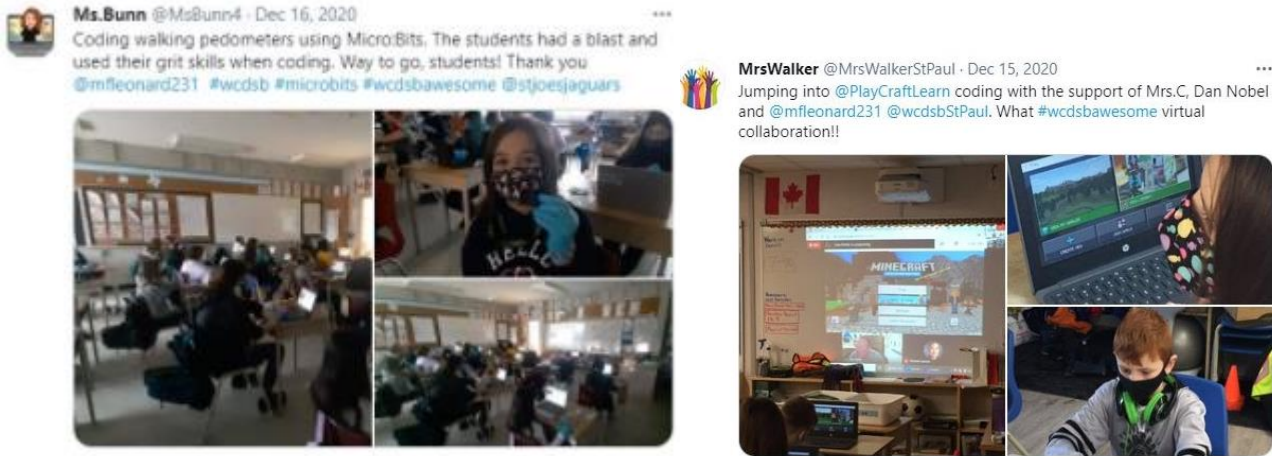 Ms.Bunn @MsBunn4 · Dec 16, 2020
Coding walking pedometers using Micro:Bits. The students had a blast and
used their grit skills when coding. Way to go, students! Thank you
@mfleonard231 #wcdsb #microbits #wcdsbawesome @stjoesjaguars
HELLO
MrsWalker @MrsWalkerStPaul · Dec 15, 2020
Jumping into @PlayCraftLearn coding with the support of Mrs.C, Dan Nobel
and @mfleonard231 @wcdsbStPaul. What #wcdsbawesome virtual
collaboration!!
MINECRAFT
hp